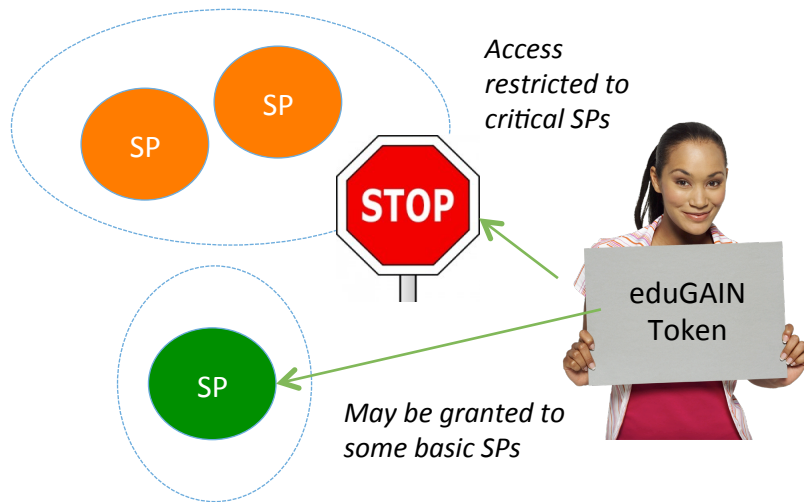 Access
restricted to
critical SPs
SP
SP
STOP
eduGAIN
Token
SP
May be granted to
some basic SPs